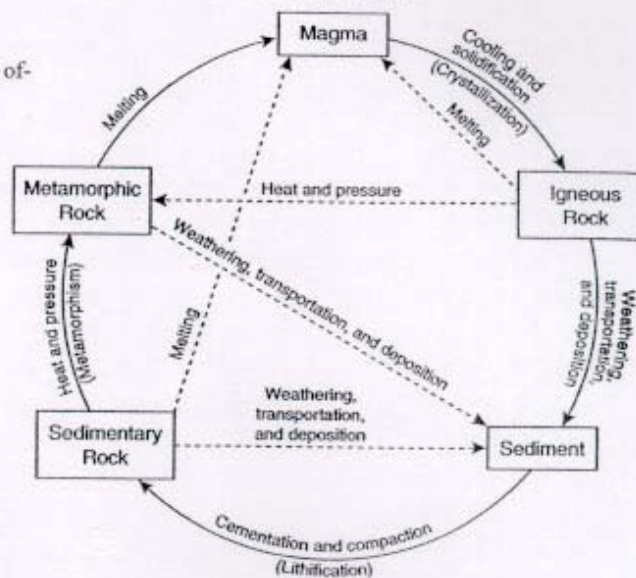 of-
Magma
Cooling and
solidification
(Crystallization)
Melting
Melting
Metamorphic
Rock
Heat and pressure
Igneous
Rock
Weathering, transportation, and deposition
Weathering,
transportation,
and deposition
Heat and pressure
(Metamorphism)
Melting
Weathering,
transportation,
and deposition
Sedimentary
Rock
Sediment
Cementation and compaction
(Lithification)